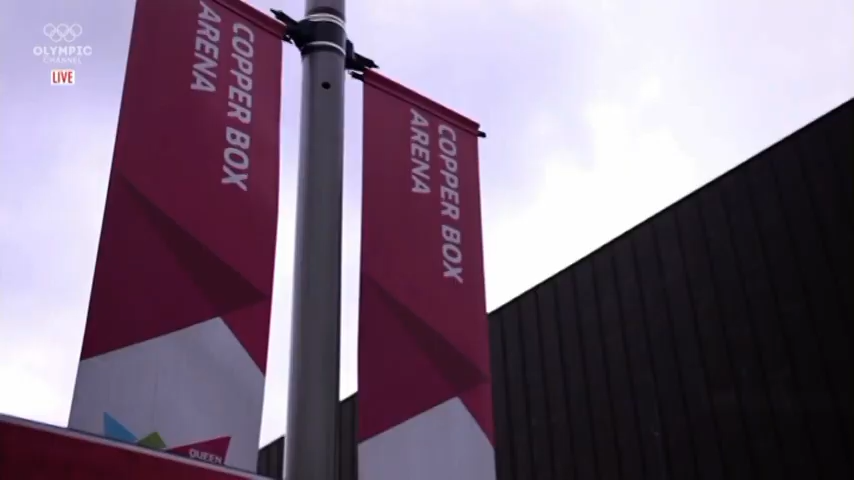 OLYMPIC
CHANNEL
LIVE
COPPER BOX
ARENA
COPPER BOX
ARENA
QUEEN